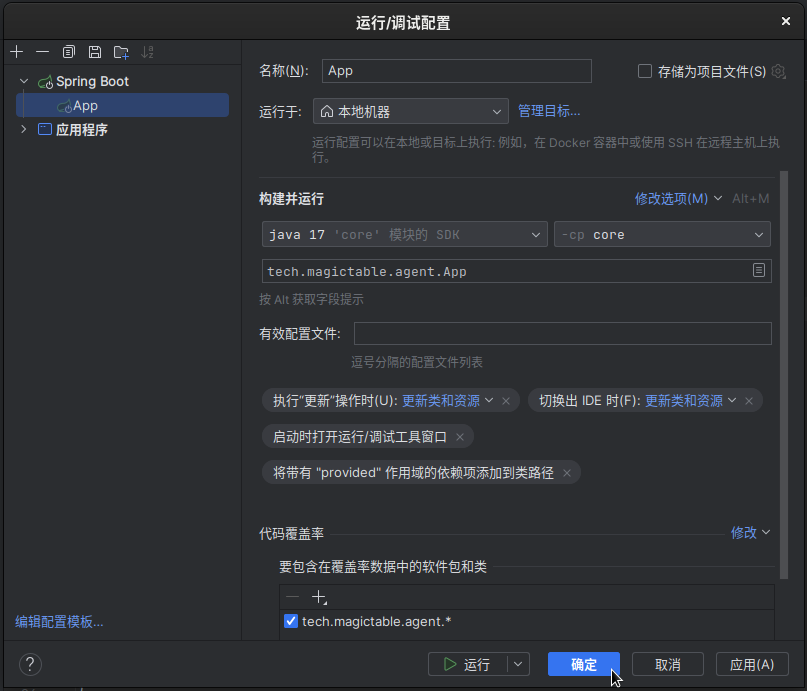 运行/调试配置
Spring Boot
App
应用程序
名称(N):
App
存储为项目文件(S)
运行于:
本地机器
管理目标...
运行配置可以在本地或目标上执行: 例如，在 Docker 容器中或使用 SSH 在远程主机上执
行。
构建并运行
修改选项(M)
Alt+M
java 17 'core' 模块的 SDK
-cp core
tech.magictable.agent.App
按 Alt 获取字段提示
有效配置文件:
逗号分隔的配置文件列表
执行“更新”操作时(U): 更新类和资源
切换出 IDE 时(F): 更新类和资源
启动时打开运行/调试工具窗口
将带有 "provided" 作用域的依赖项添加到类路径
代码覆盖率
修改
要包含在覆盖率数据中的软件包和类
tech.magictable.agent.*
编辑配置模板...
?
运行
确定
取消
应用(A)